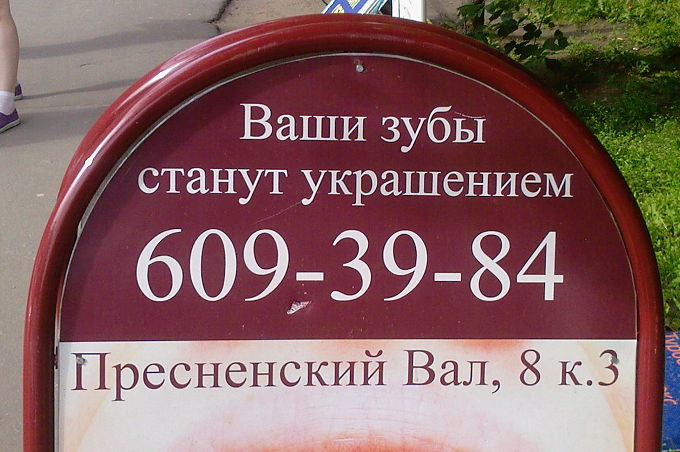 Ваши зубы
станут украшением
609-39-84
Пресненский Вал, 8 к.3